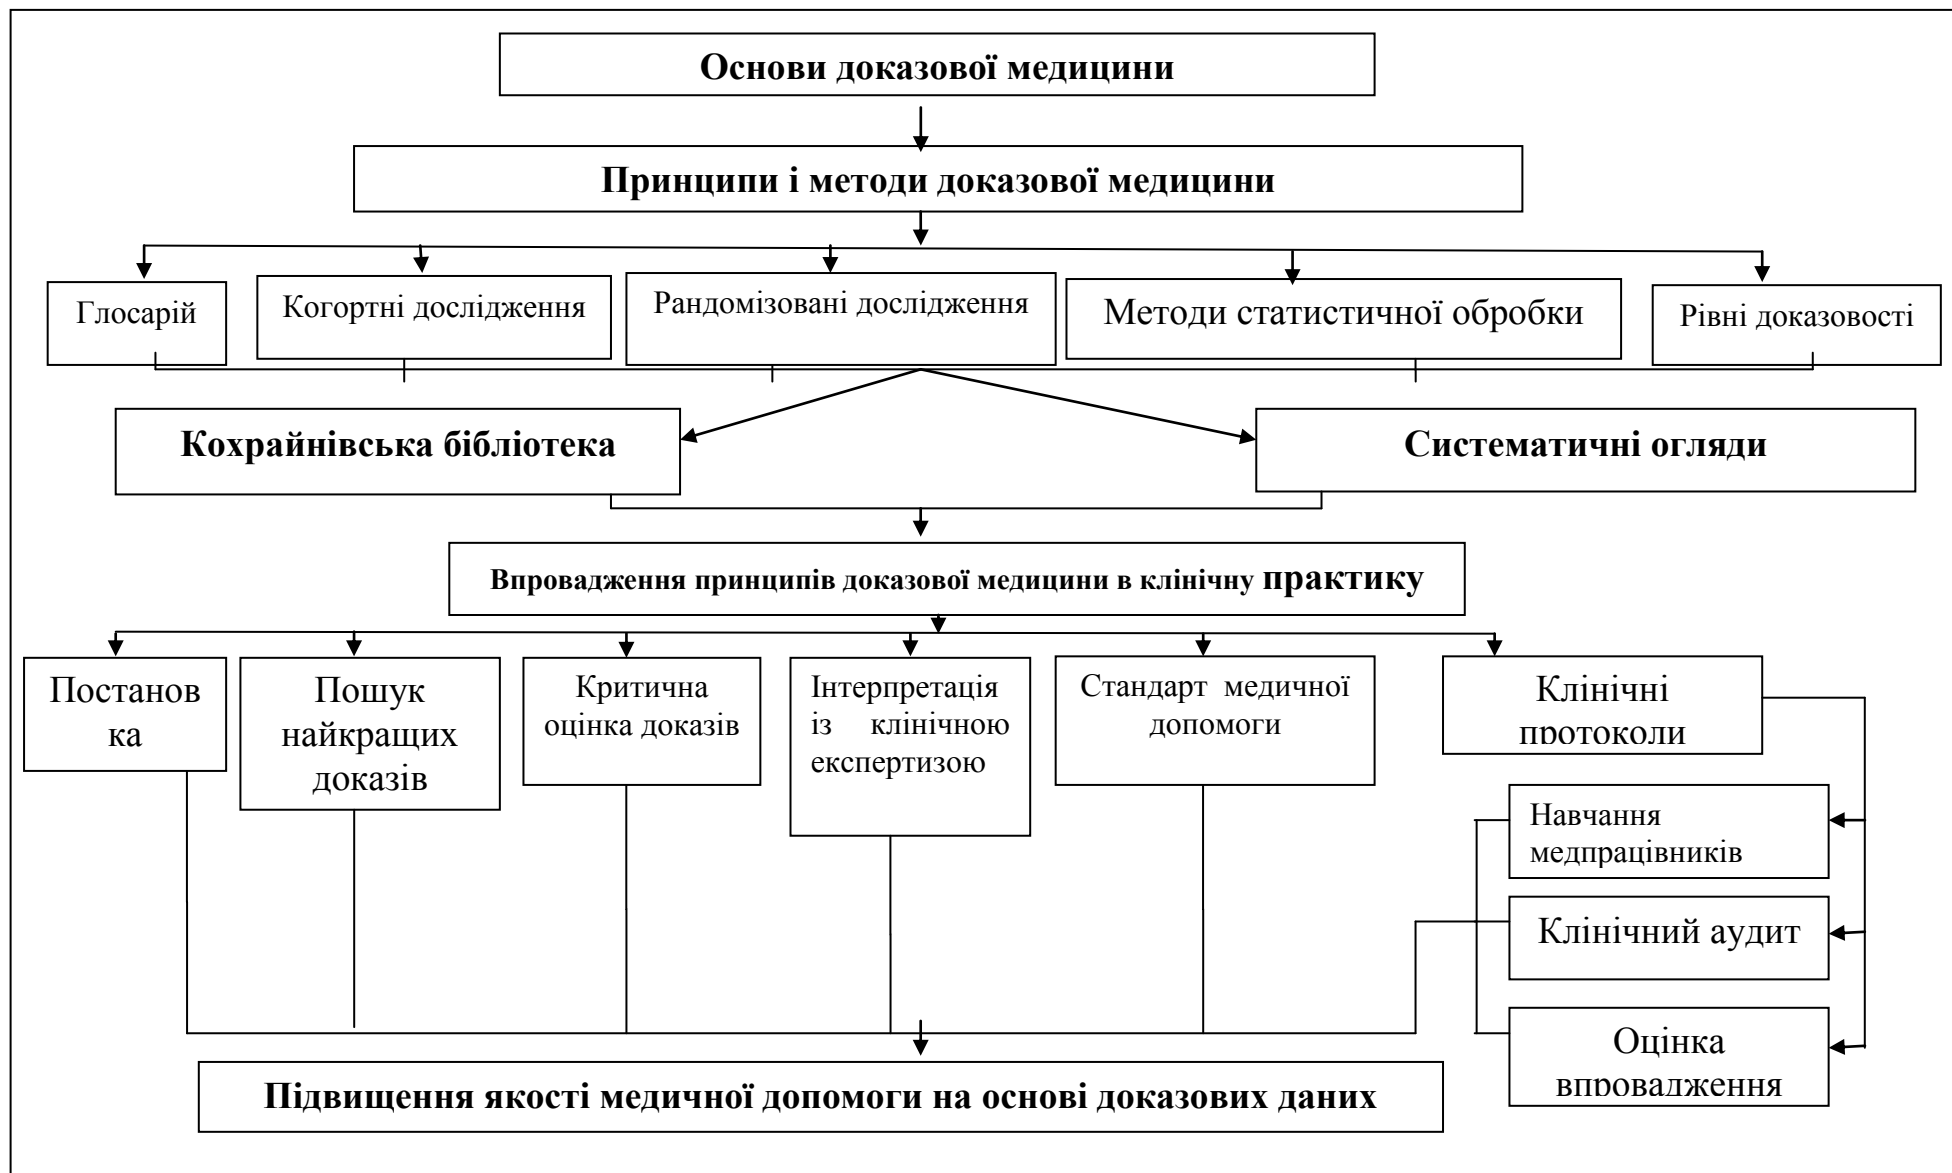 Основи доказової медицини
Принципи і методи доказової медицини
Глосарій
Когортні дослідження
Рандомізовані дослідження
Методи статистичної обробки
Рівні доказовості
Кохрайнівська бібліотека
Систематичні огляди
Впровадження принципів доказової медицини в клінічну практику
Постанов
ка
Пошук
найкращих
доказів
Критична
оцінка доказів
Інтерпретація
із клінічною
експертизою
Стандарт медичної
допомоги
Клінічні
протоколи
Навчання
медпрацівників
Клінічний аудит
Оцінка
впровадження
Підвищення якості медичної допомоги на основі доказових даних